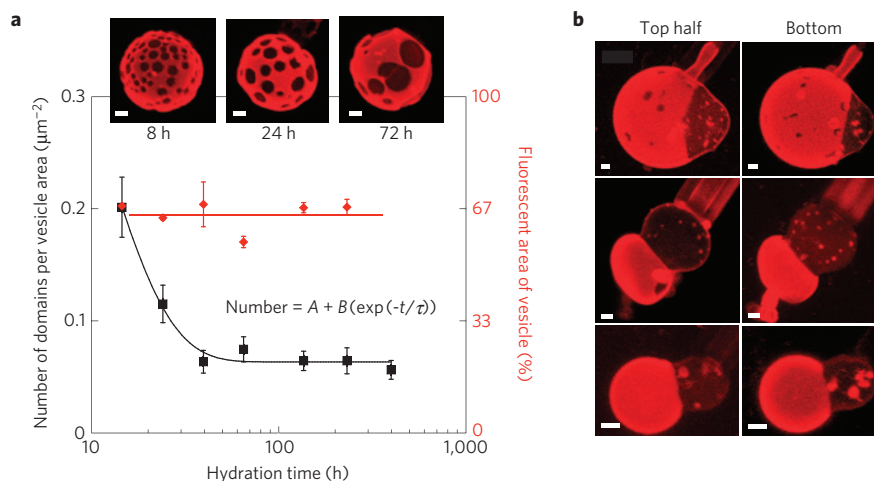 a
8 h
24 h
72 h
0.3
0.2
0.1
0
Number of domains per vesicle area (μm⁻²)
100
67
33
0
Fluorescent area of vesicle (%)
Number = A + B(exp(-t/τ))
10
100
1,000
Hydration time (h)
b
Top half
Bottom